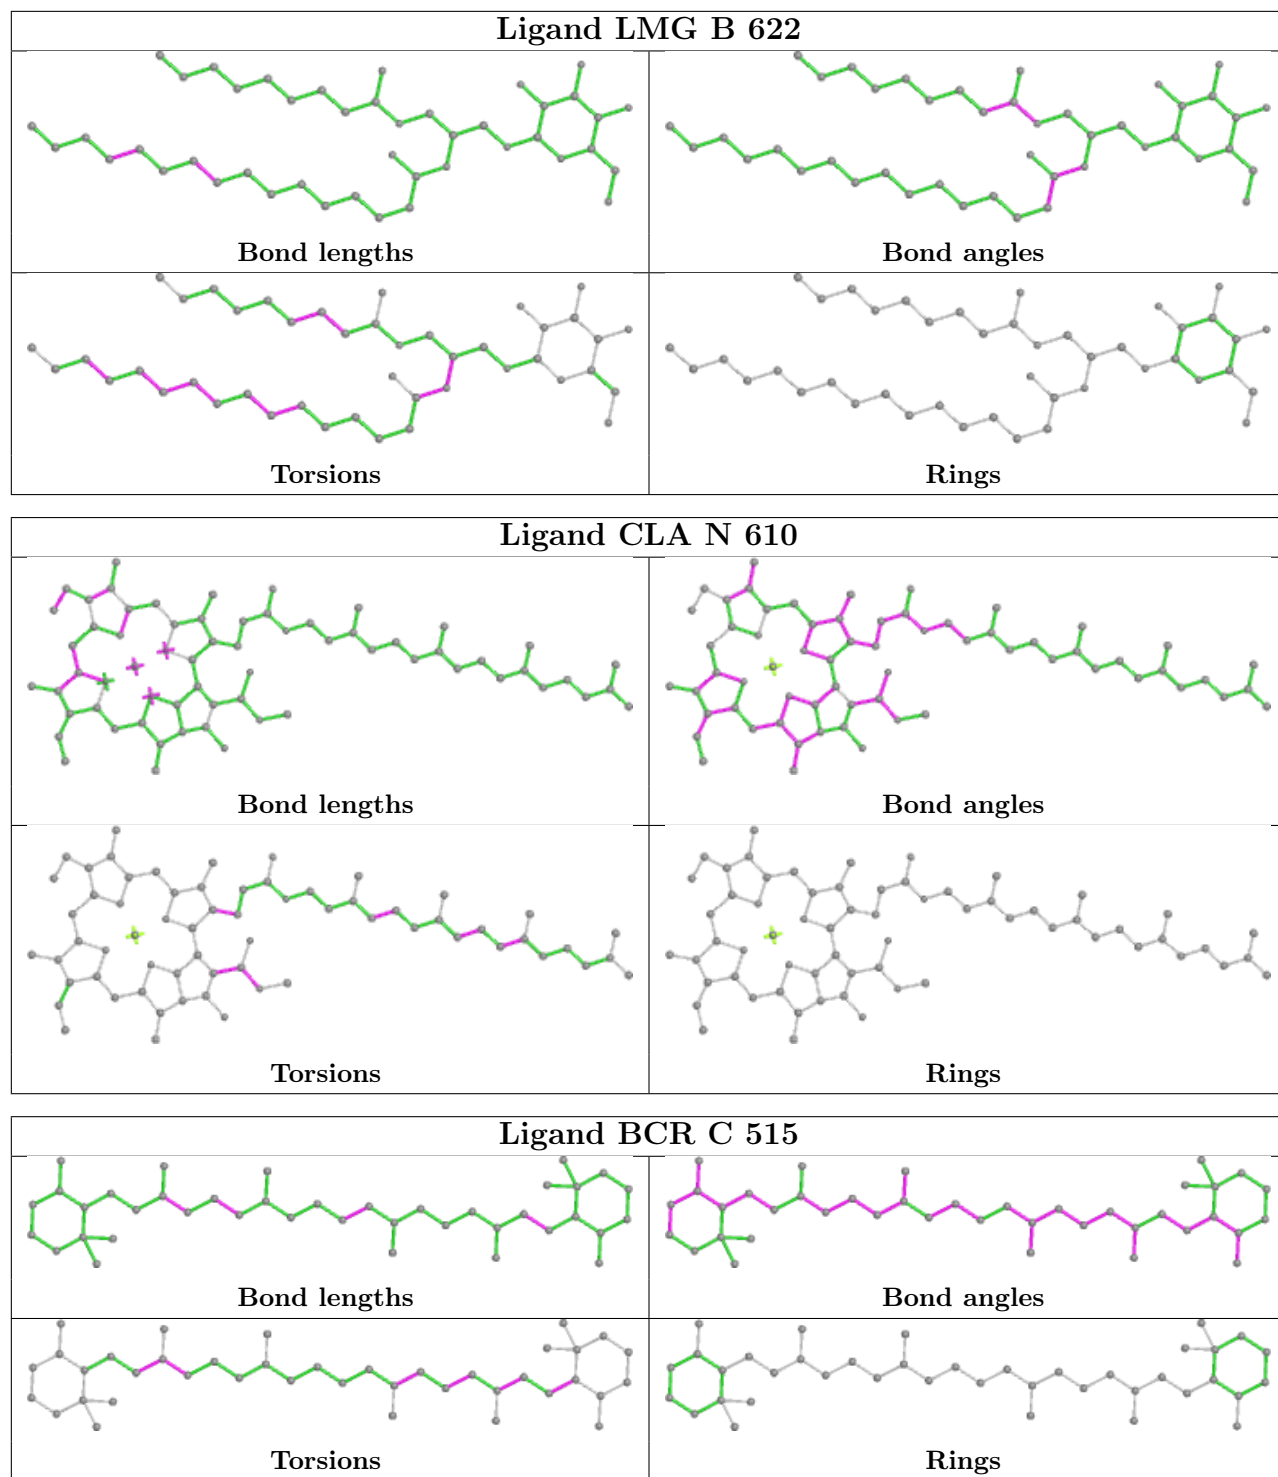 Ligand LMG B 622
Bond lengths
Bond angles
Torsions
Rings
Ligand CLA N 610
Bond lengths
Bond angles
Torsions
Rings
Ligand BCR C 515
Bond lengths
Bond angles
Torsions
Rings